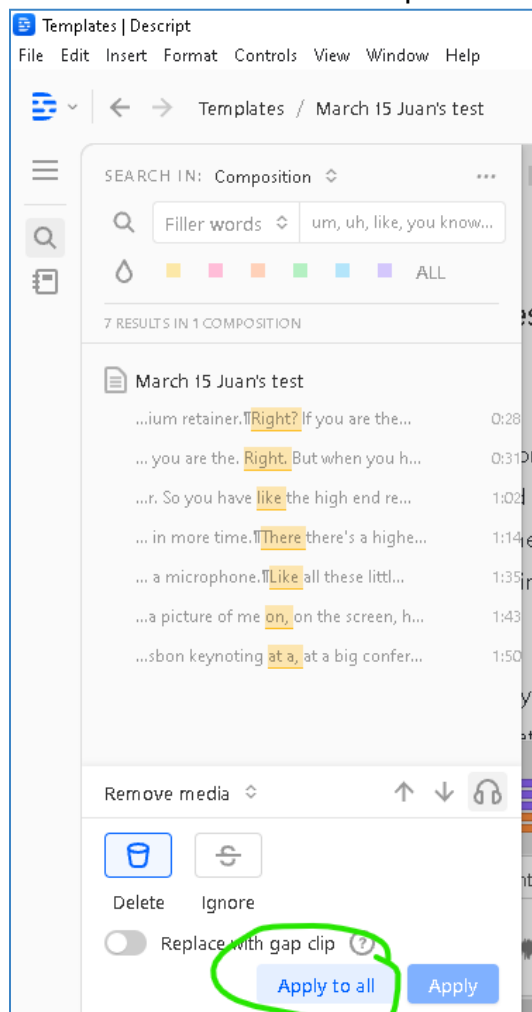 Templates | Descript
File Edit Insert Format Controls View Window Help
Templates / March 15 Juan's test
SEARCH IN: Composition
Filler words um, uh, like, you know...
ALL
7 RESULTS IN 1 COMPOSITION
March 15 Juan's test
...ium retainer.¶Right? If you are the... 0:28
... you are the. Right. But when you h... 0:31
...r. So you have like the high end re... 1:02
... in more time.¶There there's a highe... 1:14
... a microphone.¶Like all these littl... 1:35
...a picture of me on, on the screen, h... 1:43
...sbon keynoting at a, at a big confer... 1:50
Remove media
Delete Ignore
Replace with gap clip ?
Apply to all Apply